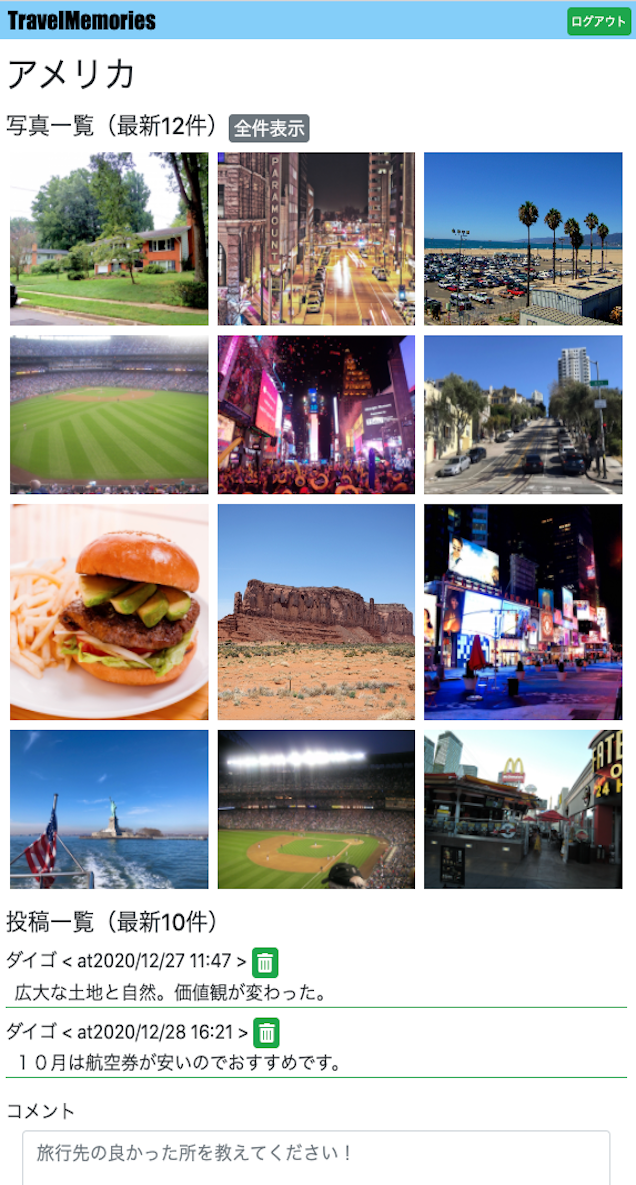 TravelMemories
ログアウト
アメリカ
写真一覧（最新12件） 全件表示
PARAMOUNT
投稿一覧（最新10件）
ダイゴ < at2020/12/27 11:47 >
広大な土地と自然。価値観が変わった。
ダイゴ < at2020/12/28 16:21 >
１０月は航空券が安いのでおすすめです。
コメント
旅行先の良かった所を教えてください！